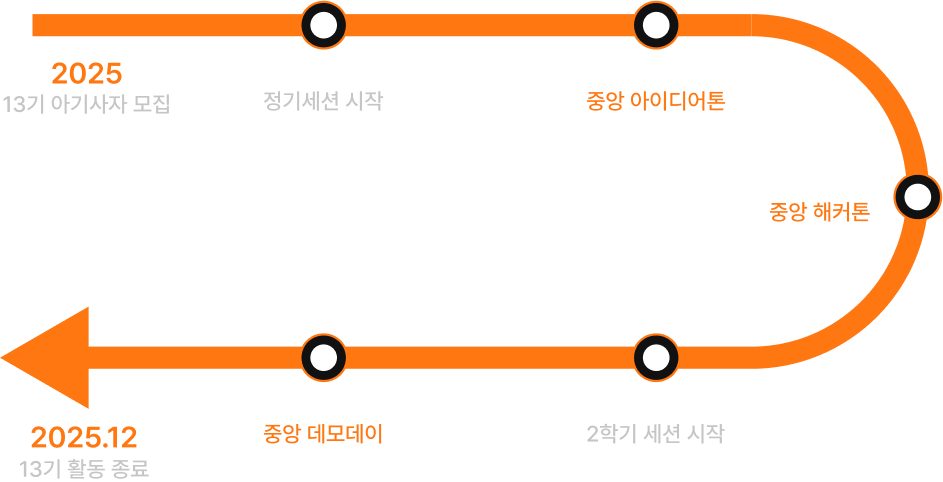 2025
13기 아기사자 모집
정기세션 시작
중앙 아이디어톤
중앙 해커톤
2학기 세션 시작
중앙 데모데이
2025.12
13기 활동 종료